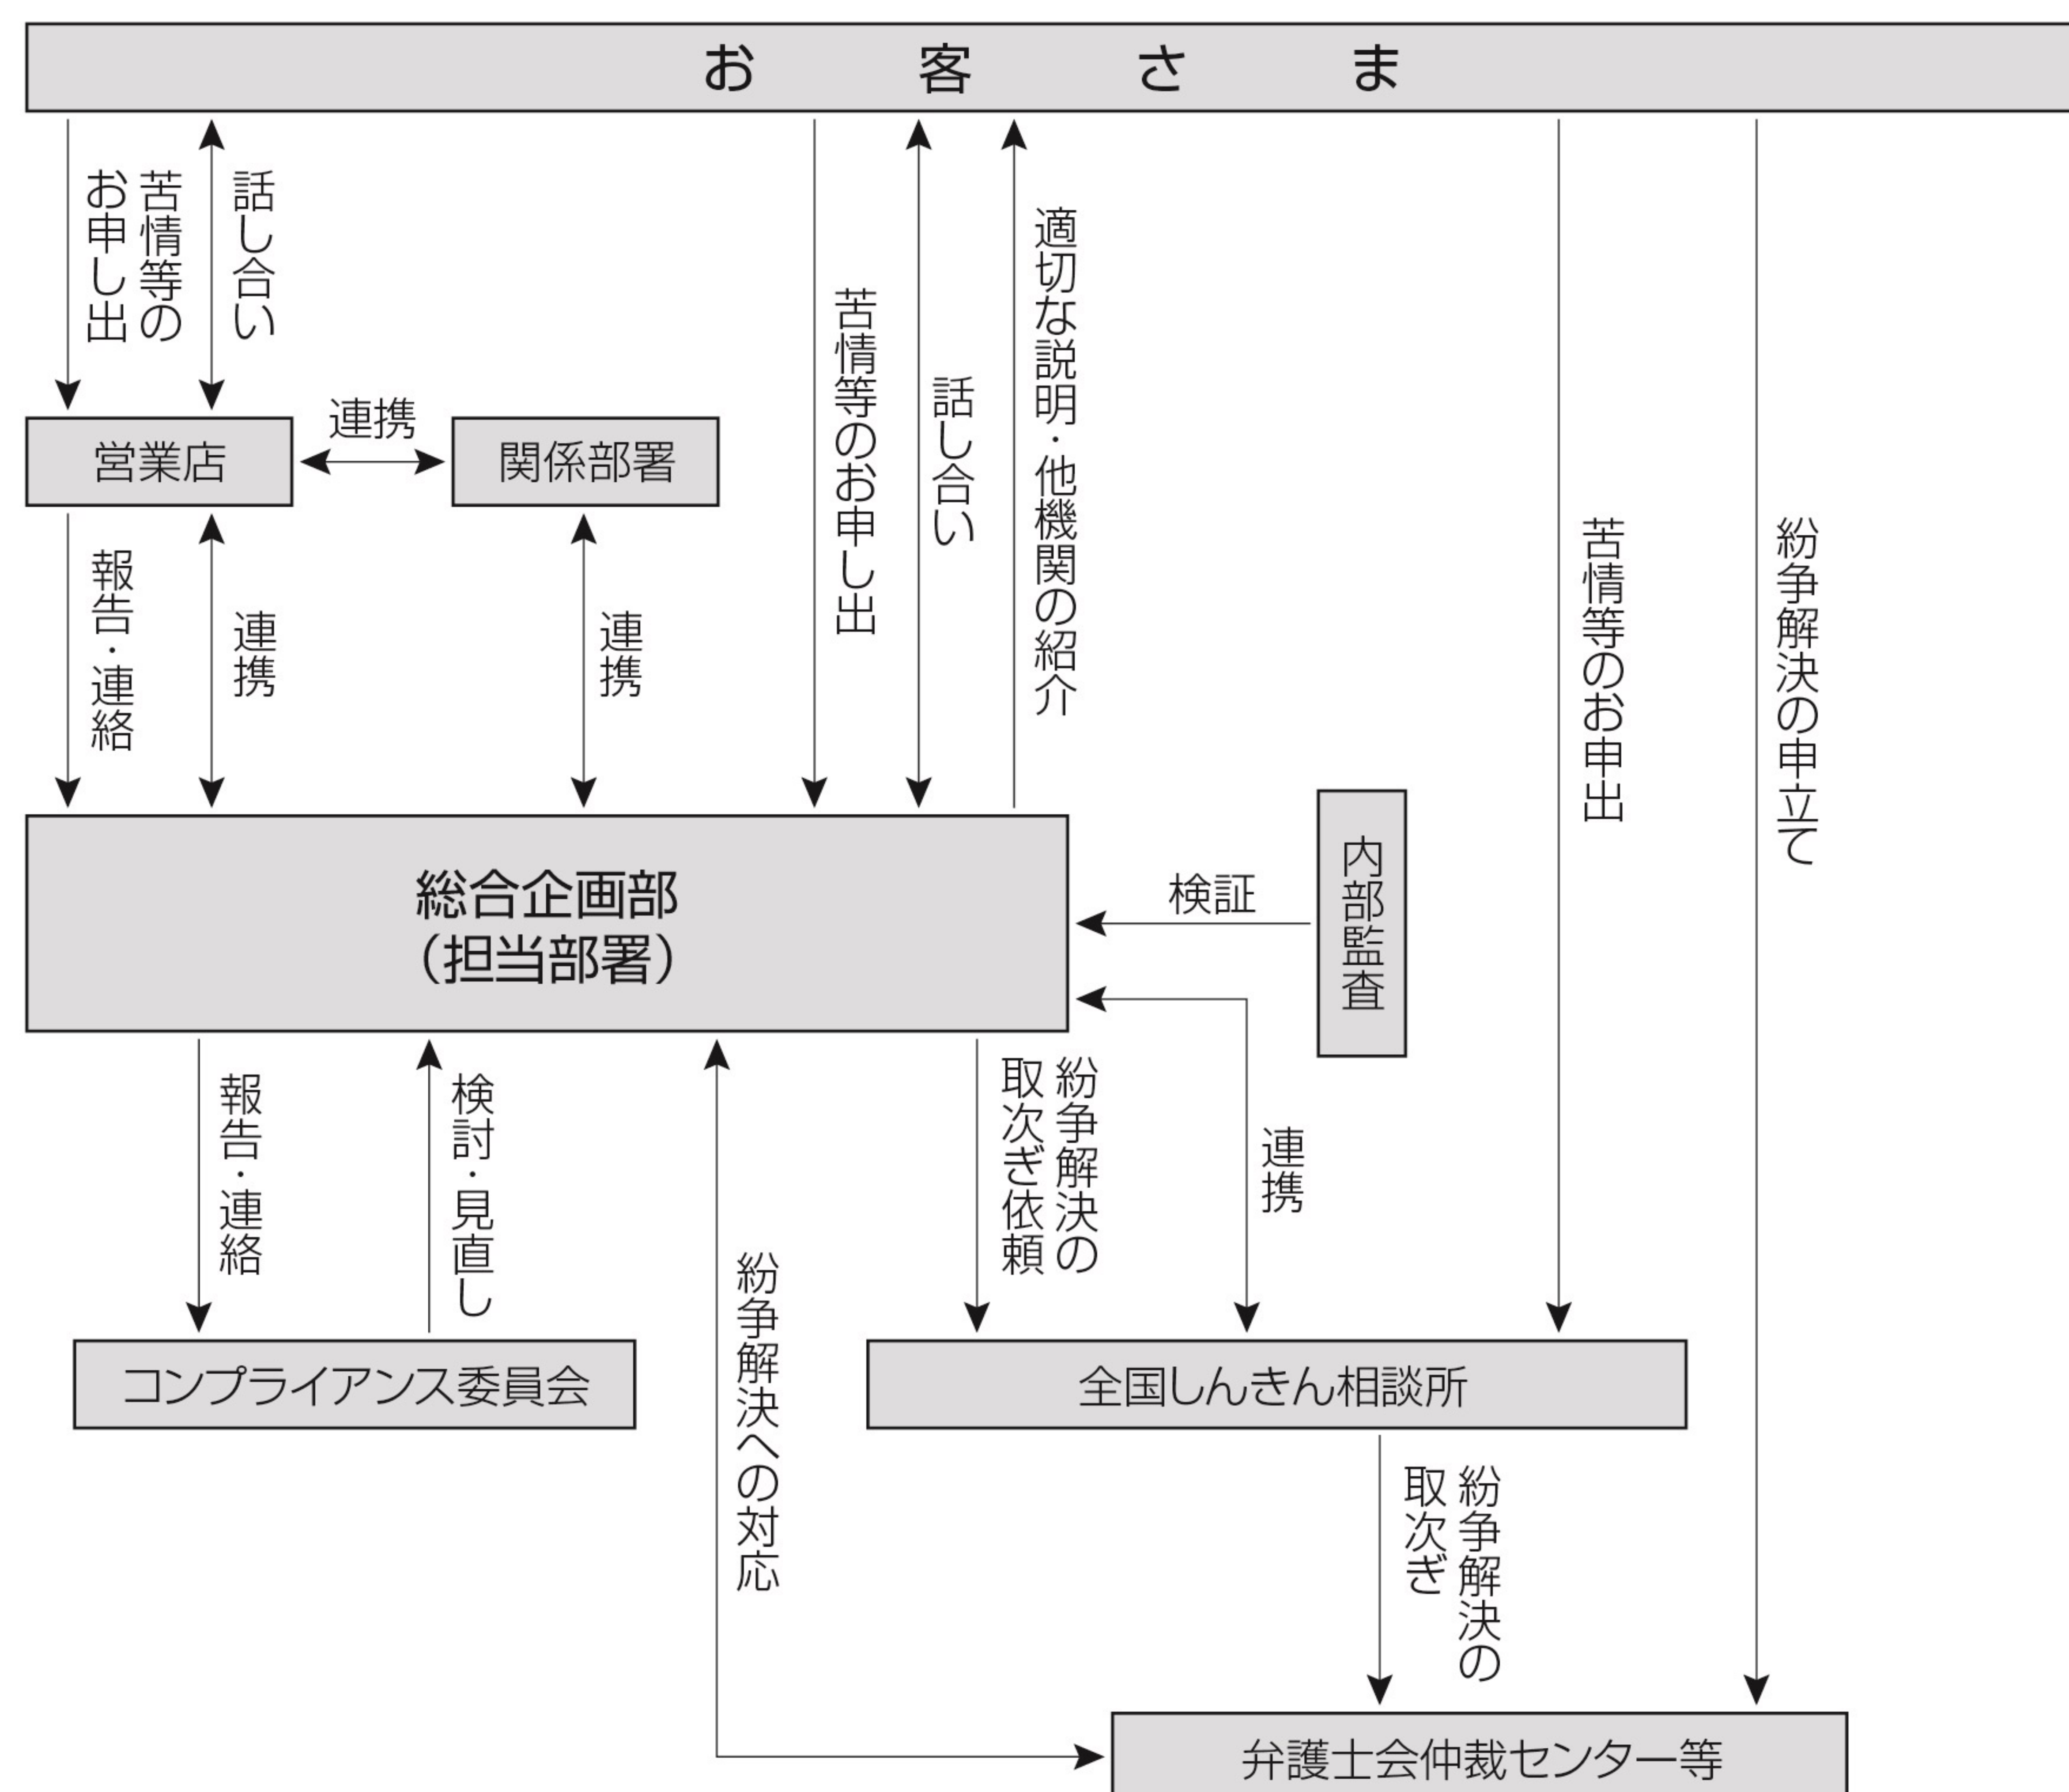 お客さま
苦情等の
お申し出
話し合い
営業店
連携
関係部署
報告・連絡
連携
連携
苦情等のお申し出
話し合い
適切な説明・他機関の紹介
苦情等のお申出
紛争解決の申立て
総合企画部
（担当部署）
検証
内部監査
報告・連絡
検討・見直し
紛争解決への対応
紛争解決の
取次ぎ依頼
連携
コンプライアンス委員会
全国しんきん相談所
紛争解決の
取次ぎ
弁護士会仲裁センター等